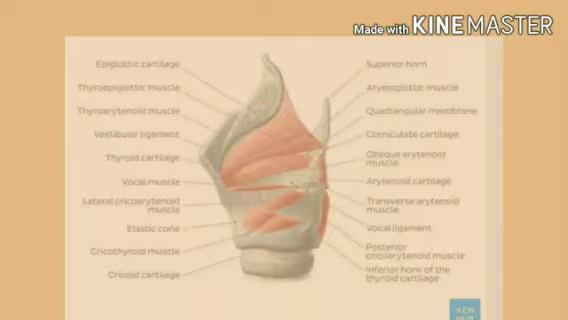 Made with KINEMASTER
Epiglottic cartilage
Thyroepiglottic muscle
Thyroarytenoid muscle
Vestibular ligament
Thyroid cartilage
Vocal muscle
Lateral cricoarytenoid
muscle
Elastic cone
Cricothyroid muscle
Cricoid cartilage
Superior horn
Aryepiglottic muscle
Quadrangular membrane
Corniculate cartilage
Oblique arytenoid
muscle
Arytenoid cartilage
Transverse arytenoid
muscle
Vocal ligament
Posterior
cricoarytenoid muscle
Inferior horn of the
thyroid cartilage
KEN
HUB